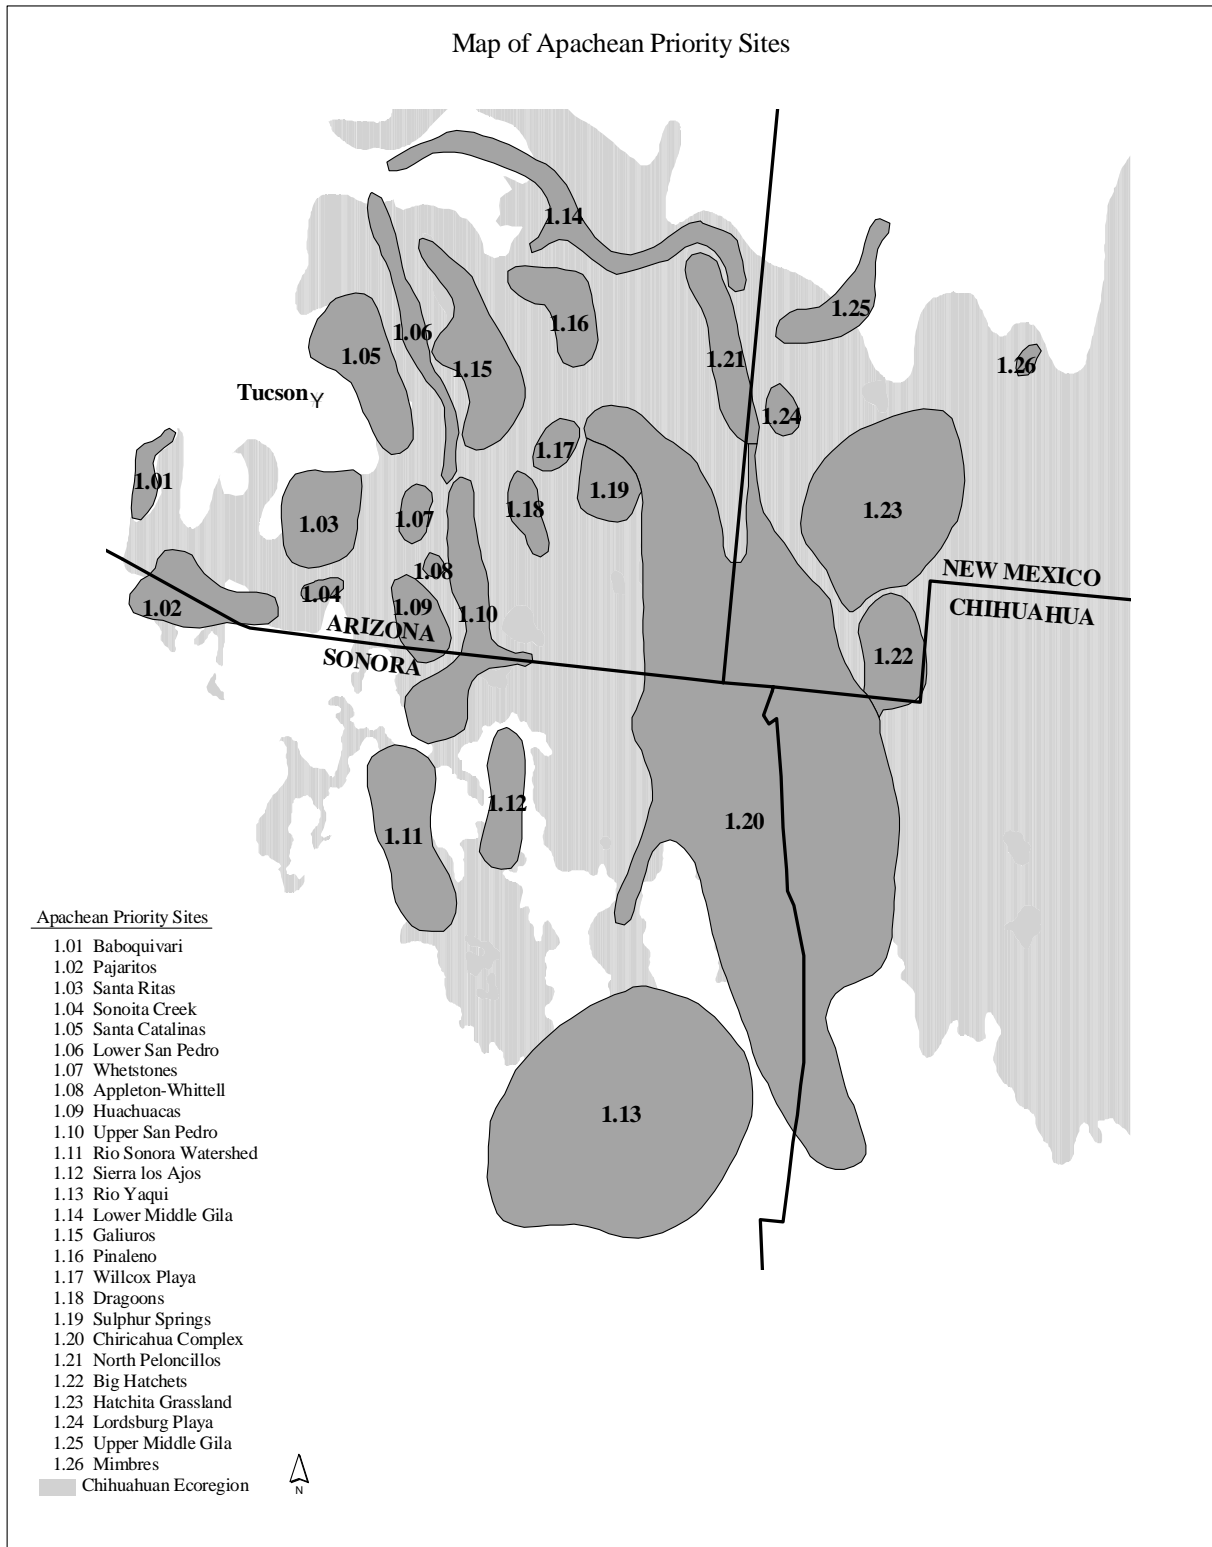 Map of Apachean Priority Sites
1.14
1.25
1.06
1.16
1.05
1.15
1.21
1.26
Tucson
1.24
1.17
1.01
1.19
1.18
1.23
1.03
1.07
1.08
NEW MEXICO
1.04
1.02
1.09
1.10
CHIHUAHUA
ARIZONA
SONORA
1.22
1.12
1.11
1.20
1.13
Apachean Priority Sites
1.01 Baboquivari
1.02 Pajaritos
1.03 Santa Ritas
1.04 Sonoita Creek
1.05 Santa Catalinas
1.06 Lower San Pedro
1.07 Whetstones
1.08 Appleton-Whittell
1.09 Huachuacas
1.10 Upper San Pedro
1.11 Rio Sonora Watershed
1.12 Sierra los Ajos
1.13 Rio Yaqui
1.14 Lower Middle Gila
1.15 Galiuros
1.16 Pinaleno
1.17 Willcox Playa
1.18 Dragoons
1.19 Sulphur Springs
1.20 Chiricahua Complex
1.21 North Peloncillos
1.22 Big Hatchets
1.23 Hatchita Grassland
1.24 Lordsburg Playa
1.25 Upper Middle Gila
1.26 Mimbres
Chihuahuan Ecoregion
N